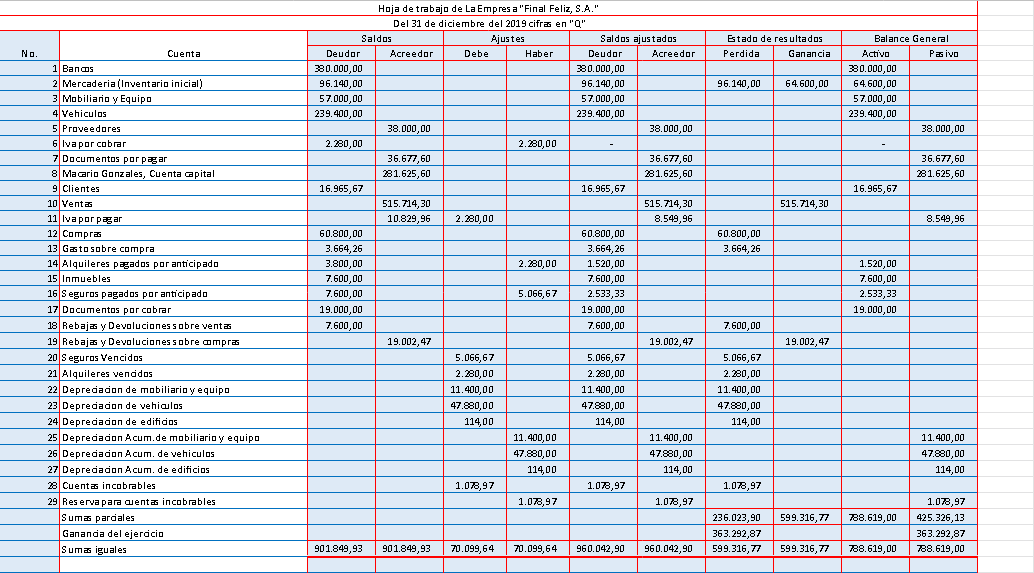 Hoja de trabajo de La Empresa "Final Feliz, S.A."
Del 31 de diciembre del 2019 cifras en "Q"
Saldos Ajustes Saldos ajustados Estado de resultados Balance General
No. Cuenta Deudor Acreedor Debe Haber Deudor Acreedor Perdida Ganancia Activo Pasivo
1 Bancos 380.000,00 380.000,00 380.000,00
2 Mercaderia (Inventario inicial) 96.140,00 96.140,00 96.140,00 64.600,00 64.600,00
3 Mobiliario y Equipo 57.000,00 57.000,00 57.000,00
4 Vehiculos 239.400,00 239.400,00 239.400,00
5 Proveedores 38.000,00 38.000,00 38.000,00
6 Iva por cobrar 2.280,00 2.280,00 - -
7 Documentos por pagar 36.677,60 36.677,60 36.677,60
8 Macario Gonzales, Cuenta capital 281.625,60 281.625,60 281.625,60
9 Clientes 16.965,67 16.965,67 16.965,67
10 Ventas 515.714,30 515.714,30 515.714,30
11 Iva por pagar 10.829,96 2.280,00 8.549,96 8.549,96
12 Compras 60.800,00 60.800,00 60.800,00
13 Gasto sobre compra 3.664,26 3.664,26 3.664,26
14 Alquileres pagados por anticipado 3.800,00 2.280,00 1.520,00 1.520,00
15 Inmuebles 7.600,00 7.600,00 7.600,00
16 Seguros pagados por anticipado 7.600,00 5.066,67 2.533,33 2.533,33
17 Documentos por cobrar 19.000,00 19.000,00 19.000,00
18 Rebajas y Devoluciones sobre ventas 7.600,00 7.600,00 7.600,00
19 Rebajas y Devoluciones sobre compras 19.002,47 19.002,47 19.002,47
20 Seguros Vencidos 5.066,67 5.066,67 5.066,67
21 Alquileres vencidos 2.280,00 2.280,00 2.280,00
22 Depreciacion de mobiliario y equipo 11.400,00 11.400,00 11.400,00
23 Depreciacion de vehiculos 47.880,00 47.880,00 47.880,00
24 Depreciacion de edificios 114,00 114,00 114,00
25 Depreciacion Acum. de mobiliario y equipo 11.400,00 11.400,00 11.400,00
26 Depreciacion Acum. de vehiculos 47.880,00 47.880,00 47.880,00
27 Depreciacion Acum. de edificios 114,00 114,00 114,00
28 Cuentas incobrables 1.078,97 1.078,97 1.078,97
29 Reserva para cuentas incobrables 1.078,97 1.078,97 1.078,97
Sumas parciales 236.023,90 599.316,77 788.619,00 425.326,13
Ganancia del ejercicio 363.292,87 363.292,87
Sumas iguales 901.849,93 901.849,93 70.099,64 70.099,64 960.042,90 960.042,90 599.316,77 599.316,77 788.619,00 788.619,00